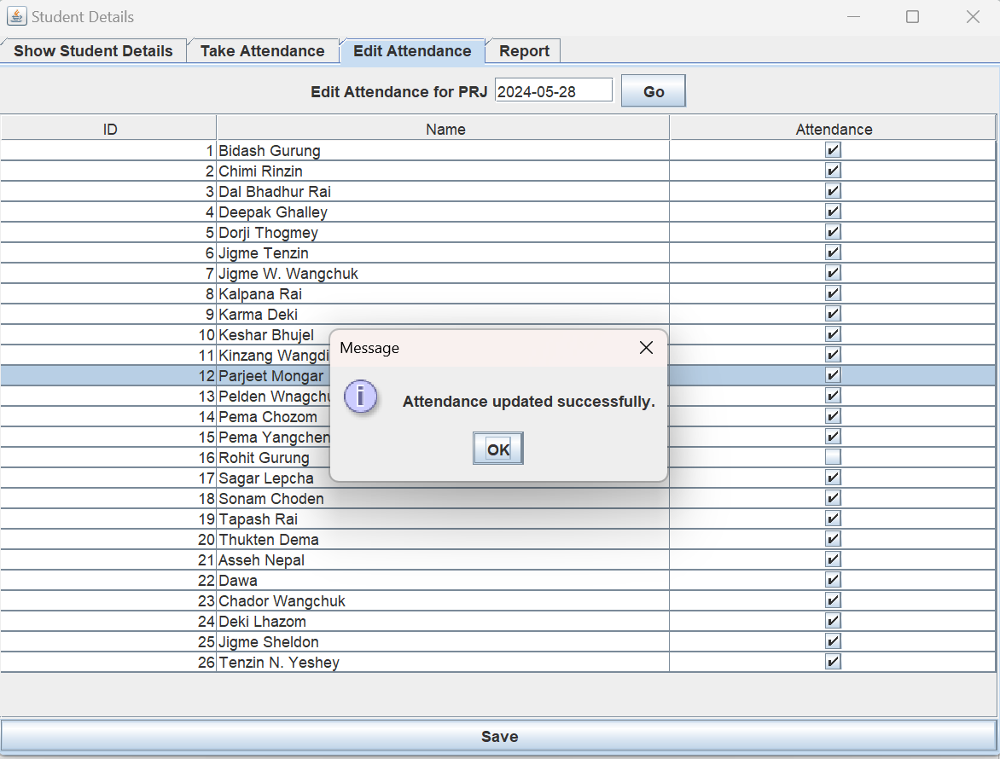 Student Details
Show Student Details Take Attendance Edit Attendance Report
Edit Attendance for PRJ 2024-05-28 Go
ID Name Attendance
1 Bidash Gurung
2 Chimi Rinzin
3 Dal Bhadhur Rai
4 Deepak Ghalley
5 Dorji Thogmey
6 Jigme Tenzin
7 Jigme W. Wangchuk
8 Kalpana Rai
9 Karma Deki
10 Keshar Bhujel
11 Kinzang Wangdi
12 Parjeet Mongar
13 Pelden
14 Pema Chozom
15 Pema Yangchen
16 Rohit Gurung
17 Sagar Lepcha
18 Sonam Choden
19 Tapash Rai
20 Thukten Dema
21 Asseh Nepal
22 Dawa
23 Chador Wangchuk
24 Deki Lhazom
25 Jigme Sheldon
26 Tenzin N. Yeshey
Message
Attendance updated successfully.
OK
Save